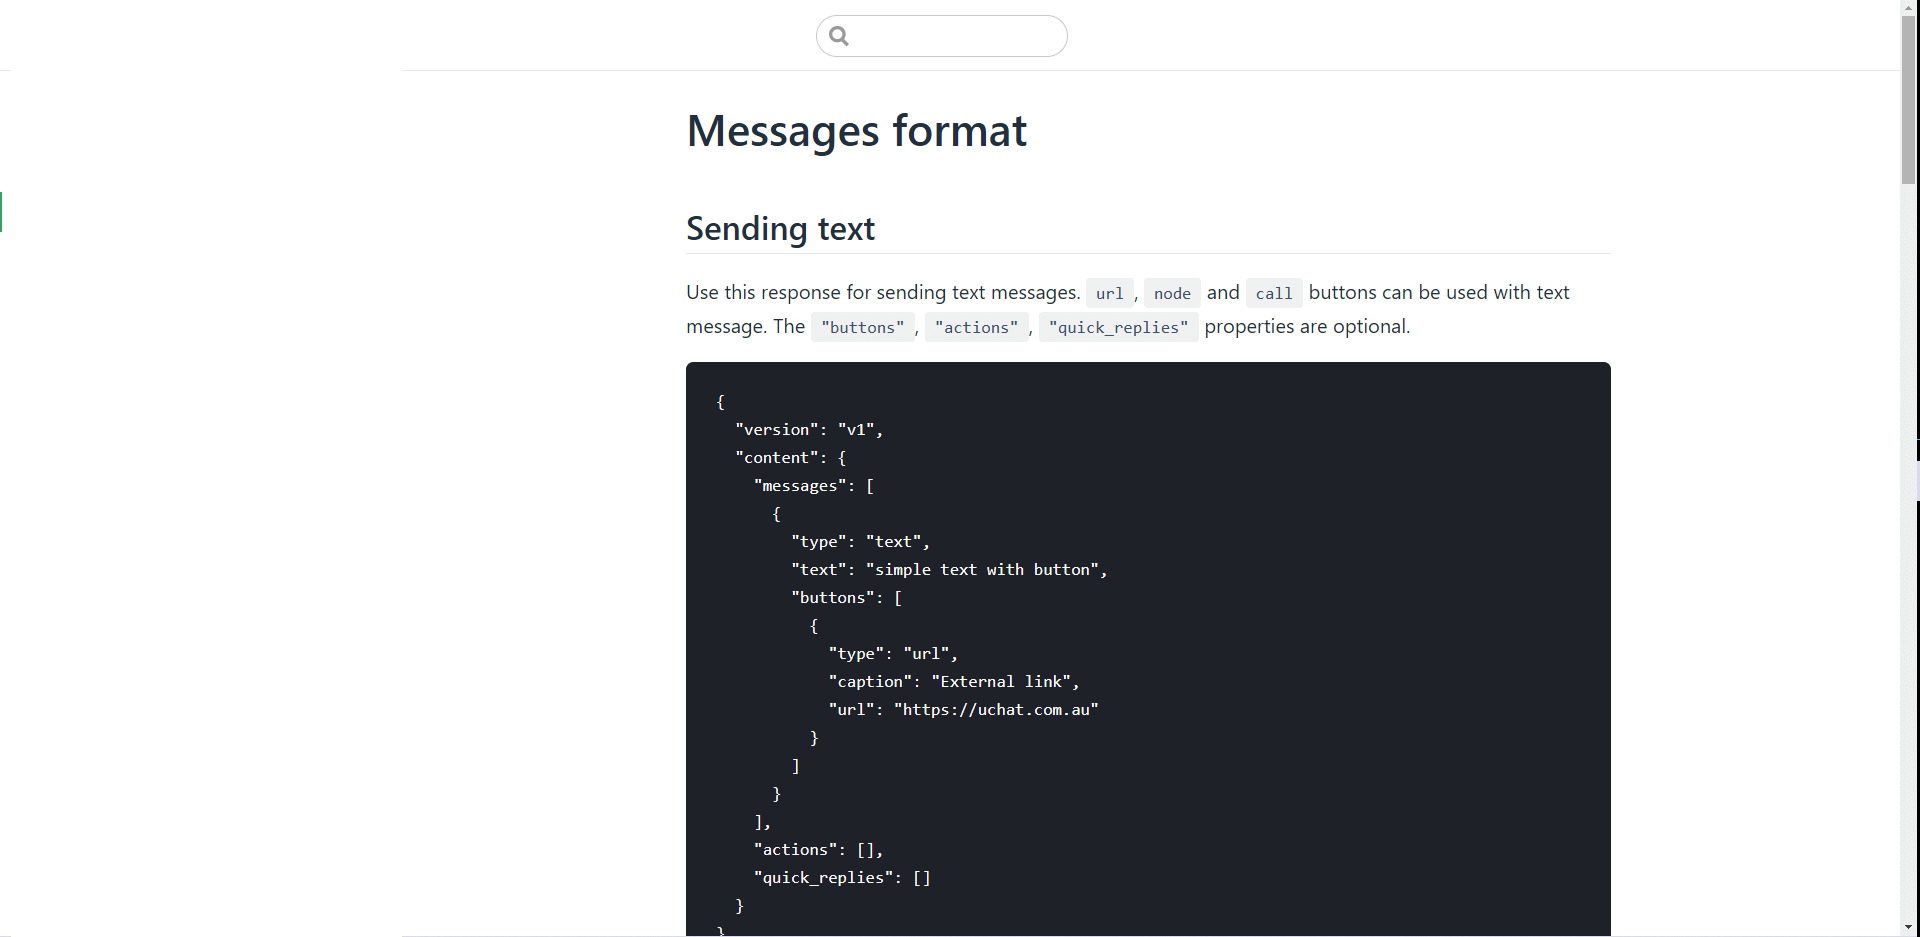 Messages format
Sending text
Use this response for sending text messages. url, node and call buttons can be used with text
message. The "buttons", "actions", "quick_replies" properties are optional.
{
  "version": "v1",
  "content": {
    "messages": [
      {
        "type": "text",
        "text": "simple text with button",
        "buttons": [
          {
            "type": "url",
            "caption": "External link",
            "url": "https://uchat.com.au"
          }
        ]
      }
    ],
    "actions": [],
    "quick_replies": []
  }
}